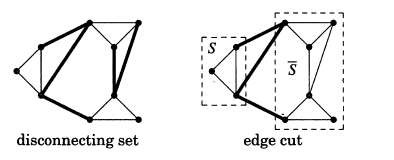 S
S̅
disconnecting set
edge cut